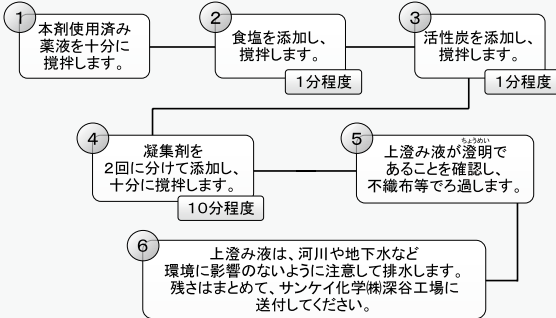 1
本剤使用済み
薬液を十分に
撹拌します。
2
食塩を添加し、
撹拌します。
1分程度
3
活性炭を添加し、
撹拌します。
1分程度
4
凝集剤を
2回に分けて添加し、
十分に撹拌します。
10分程度
5
ちょうめい
上澄み液が澄明で
あることを確認し、
不織布等でろ過します。
6
上澄み液は、河川や地下水など
環境に影響のないように注意して排水します。
残さはまとめて、サンケイ化学㈱深谷工場に
送付してください。